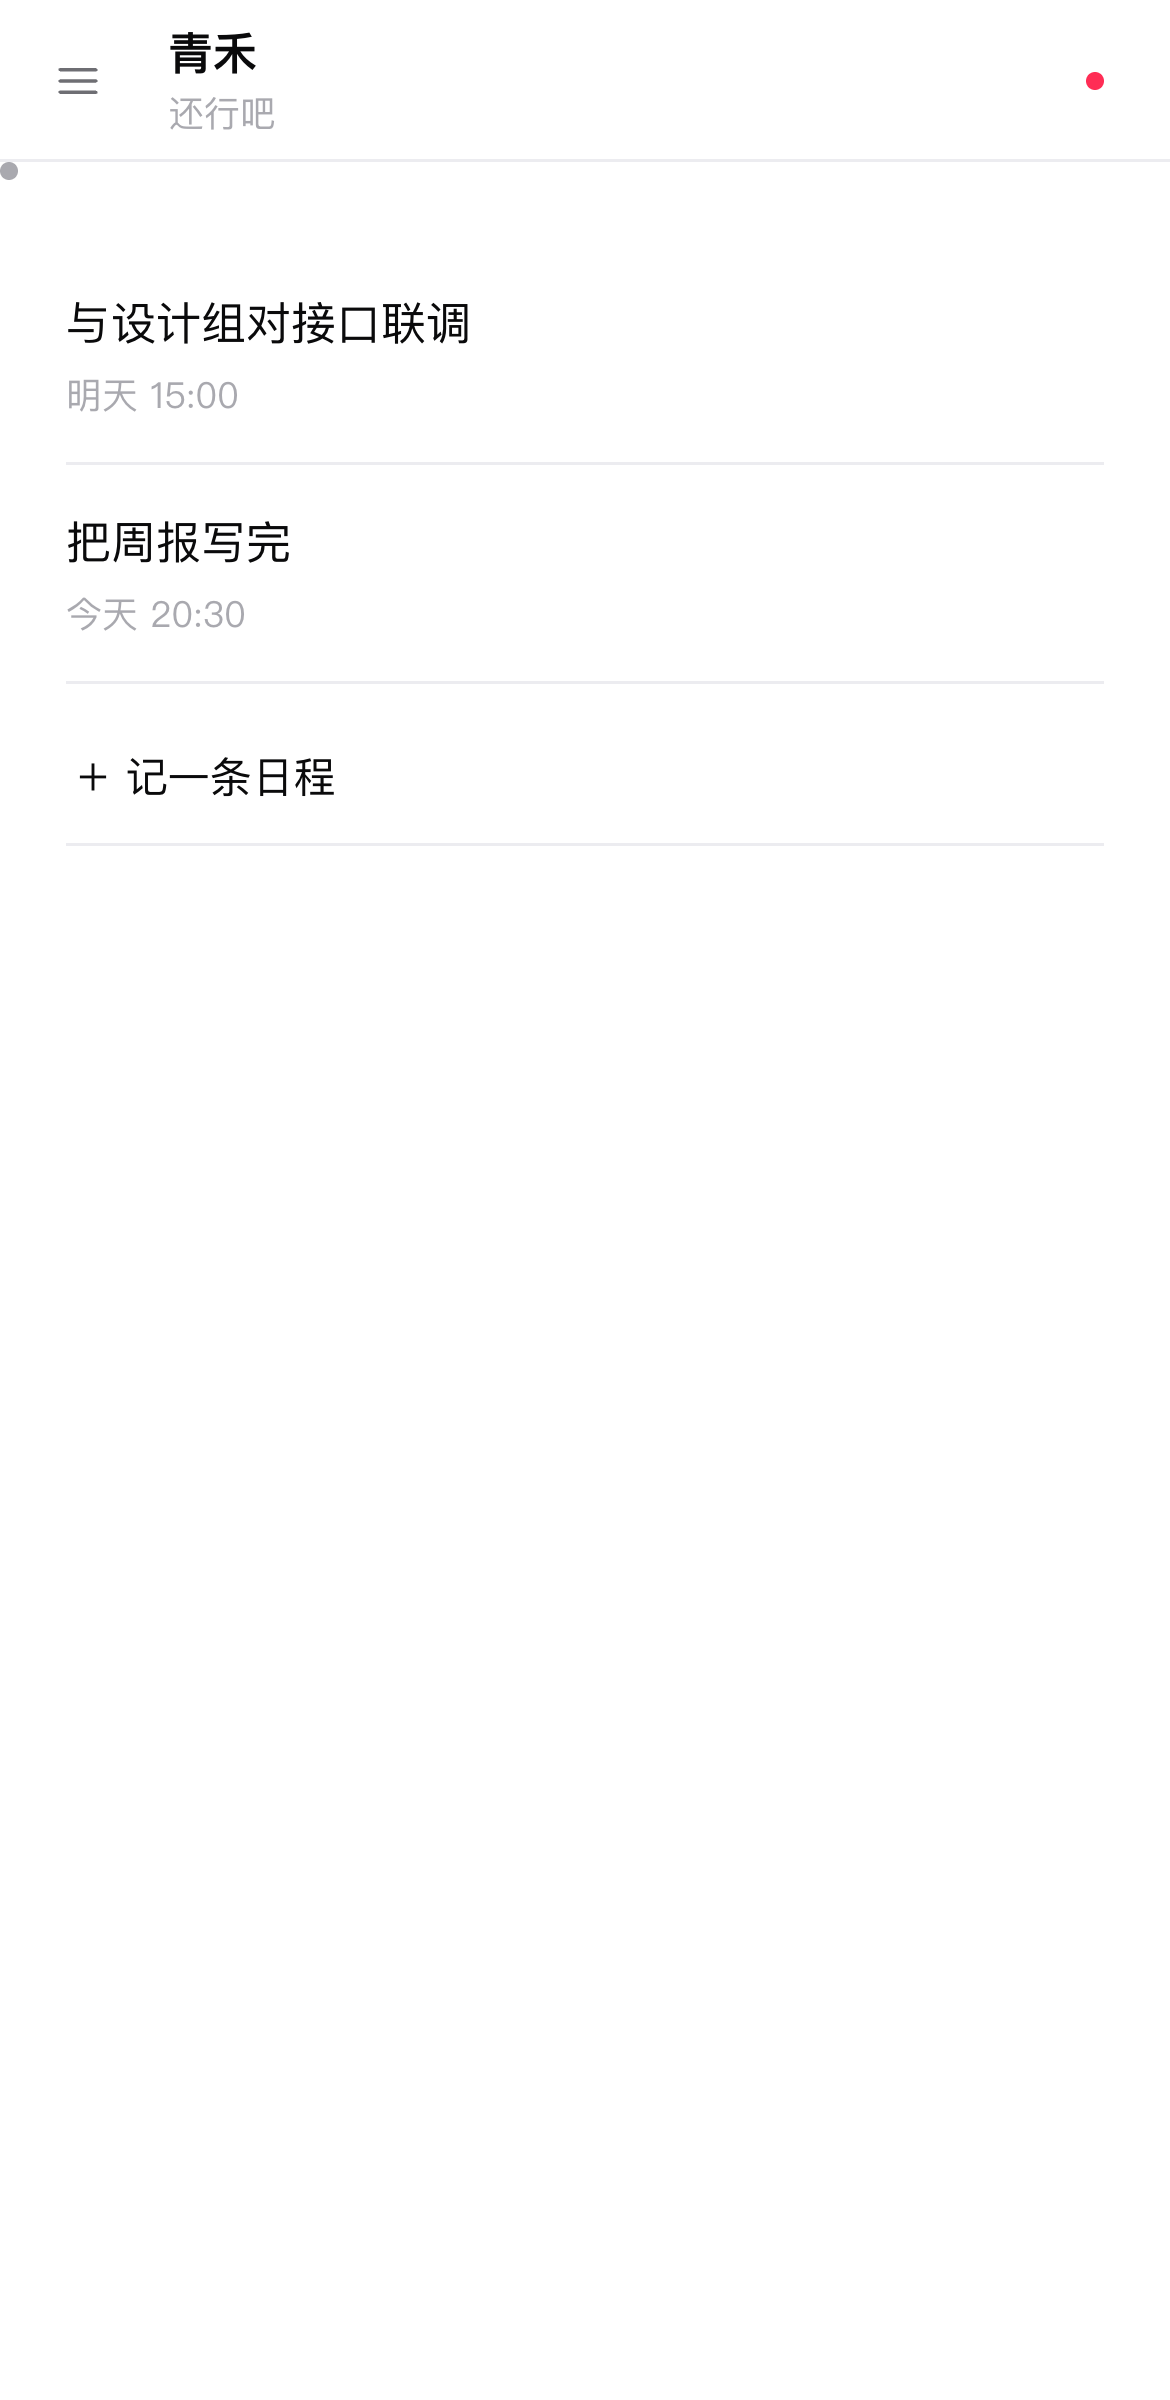 青禾
还行吧
与设计组对接口联调
明天 15:00
把周报写完
今天 20:30
+ 记一条日程